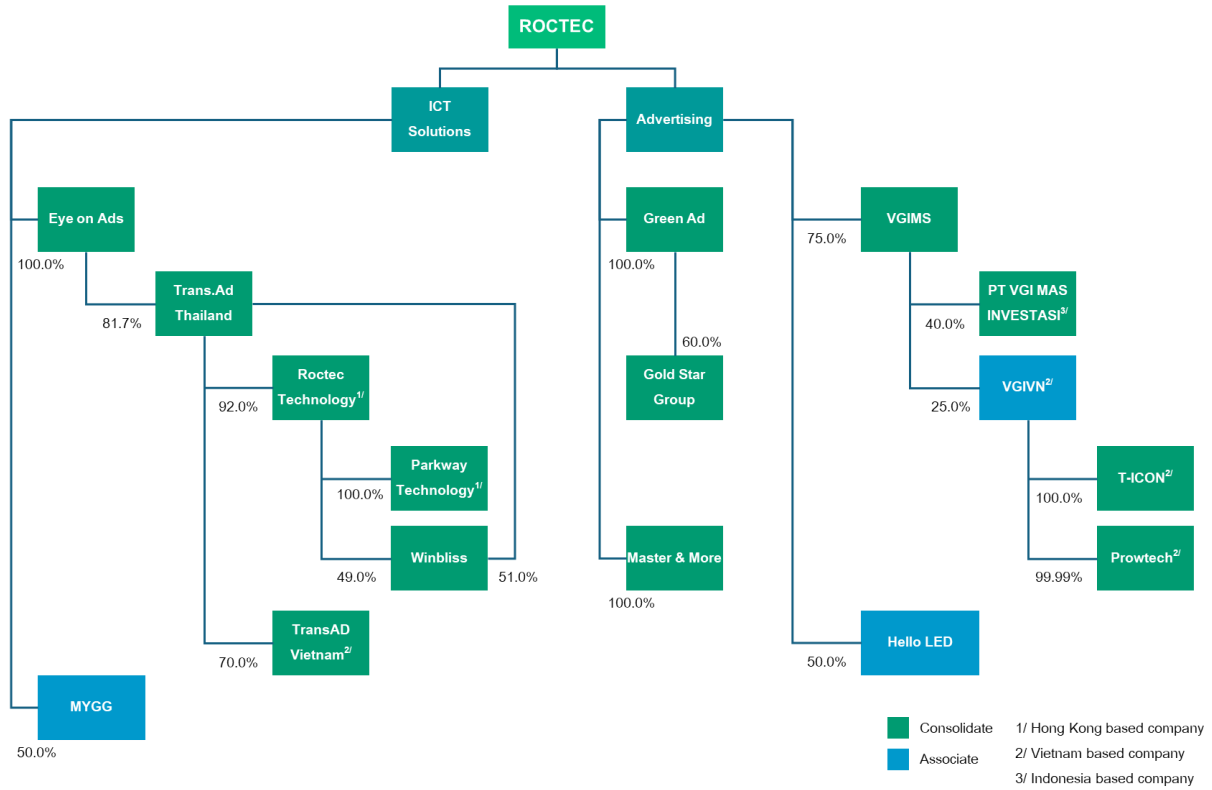 ROCTEC
ICT
Solutions
Advertising
Eye on Ads
100.0%
Trans.Ad
Thailand
81.7%
Roctec
Technology1/
92.0%
Parkway
Technology1/
100.0%
Winbliss
49.0%
51.0%
TransAD
Vietnam2/
70.0%
MYGG
50.0%
Green Ad
100.0%
60.0%
Gold Star
Group
Master & More
100.0%
VGIMS
75.0%
PT VGI MAS
INVESTASI3/
40.0%
VGIVN2/
25.0%
T-ICON2/
100.0%
Prowtech2/
99.99%
Hello LED
50.0%
Consolidate
Associate
1/ Hong Kong based company
2/ Vietnam based company
3/ Indonesia based company